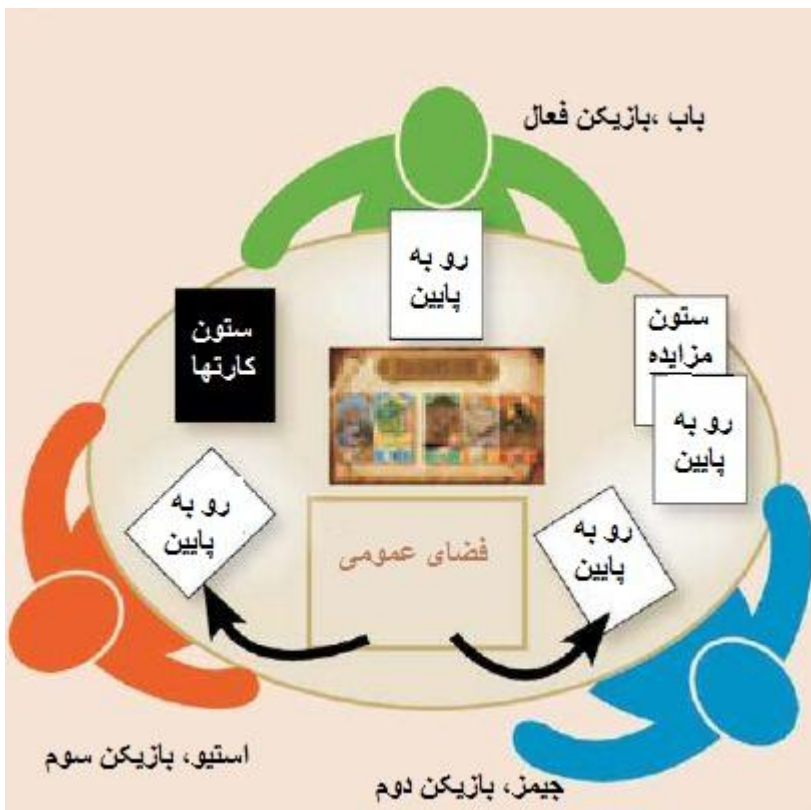 باب ،بازیکن فعال
رو به
پایین
ستون
مزایده
ستون
کارتها
رو به
پایین
رو به
پایین
رو به
پایین
فضای عمومی
استیو، بازیکن سوم
جیمز، بازیکن دوم